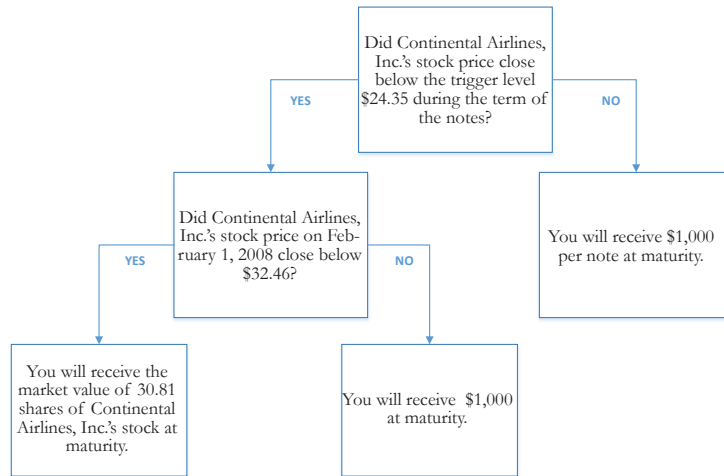 Did Continental Airlines,
Inc.'s stock price close
below the trigger level
$24.35 during the term of
the notes?
YES
NO
Did Continental Airlines,
Inc.'s stock price on Feb-
ruary 1, 2008 close below
$32.46?
You will receive $1,000
per note at maturity.
YES
NO
You will receive the
market value of 30.81
shares of Continental
Airlines, Inc.'s stock at
maturity.
You will receive $1,000
at maturity.